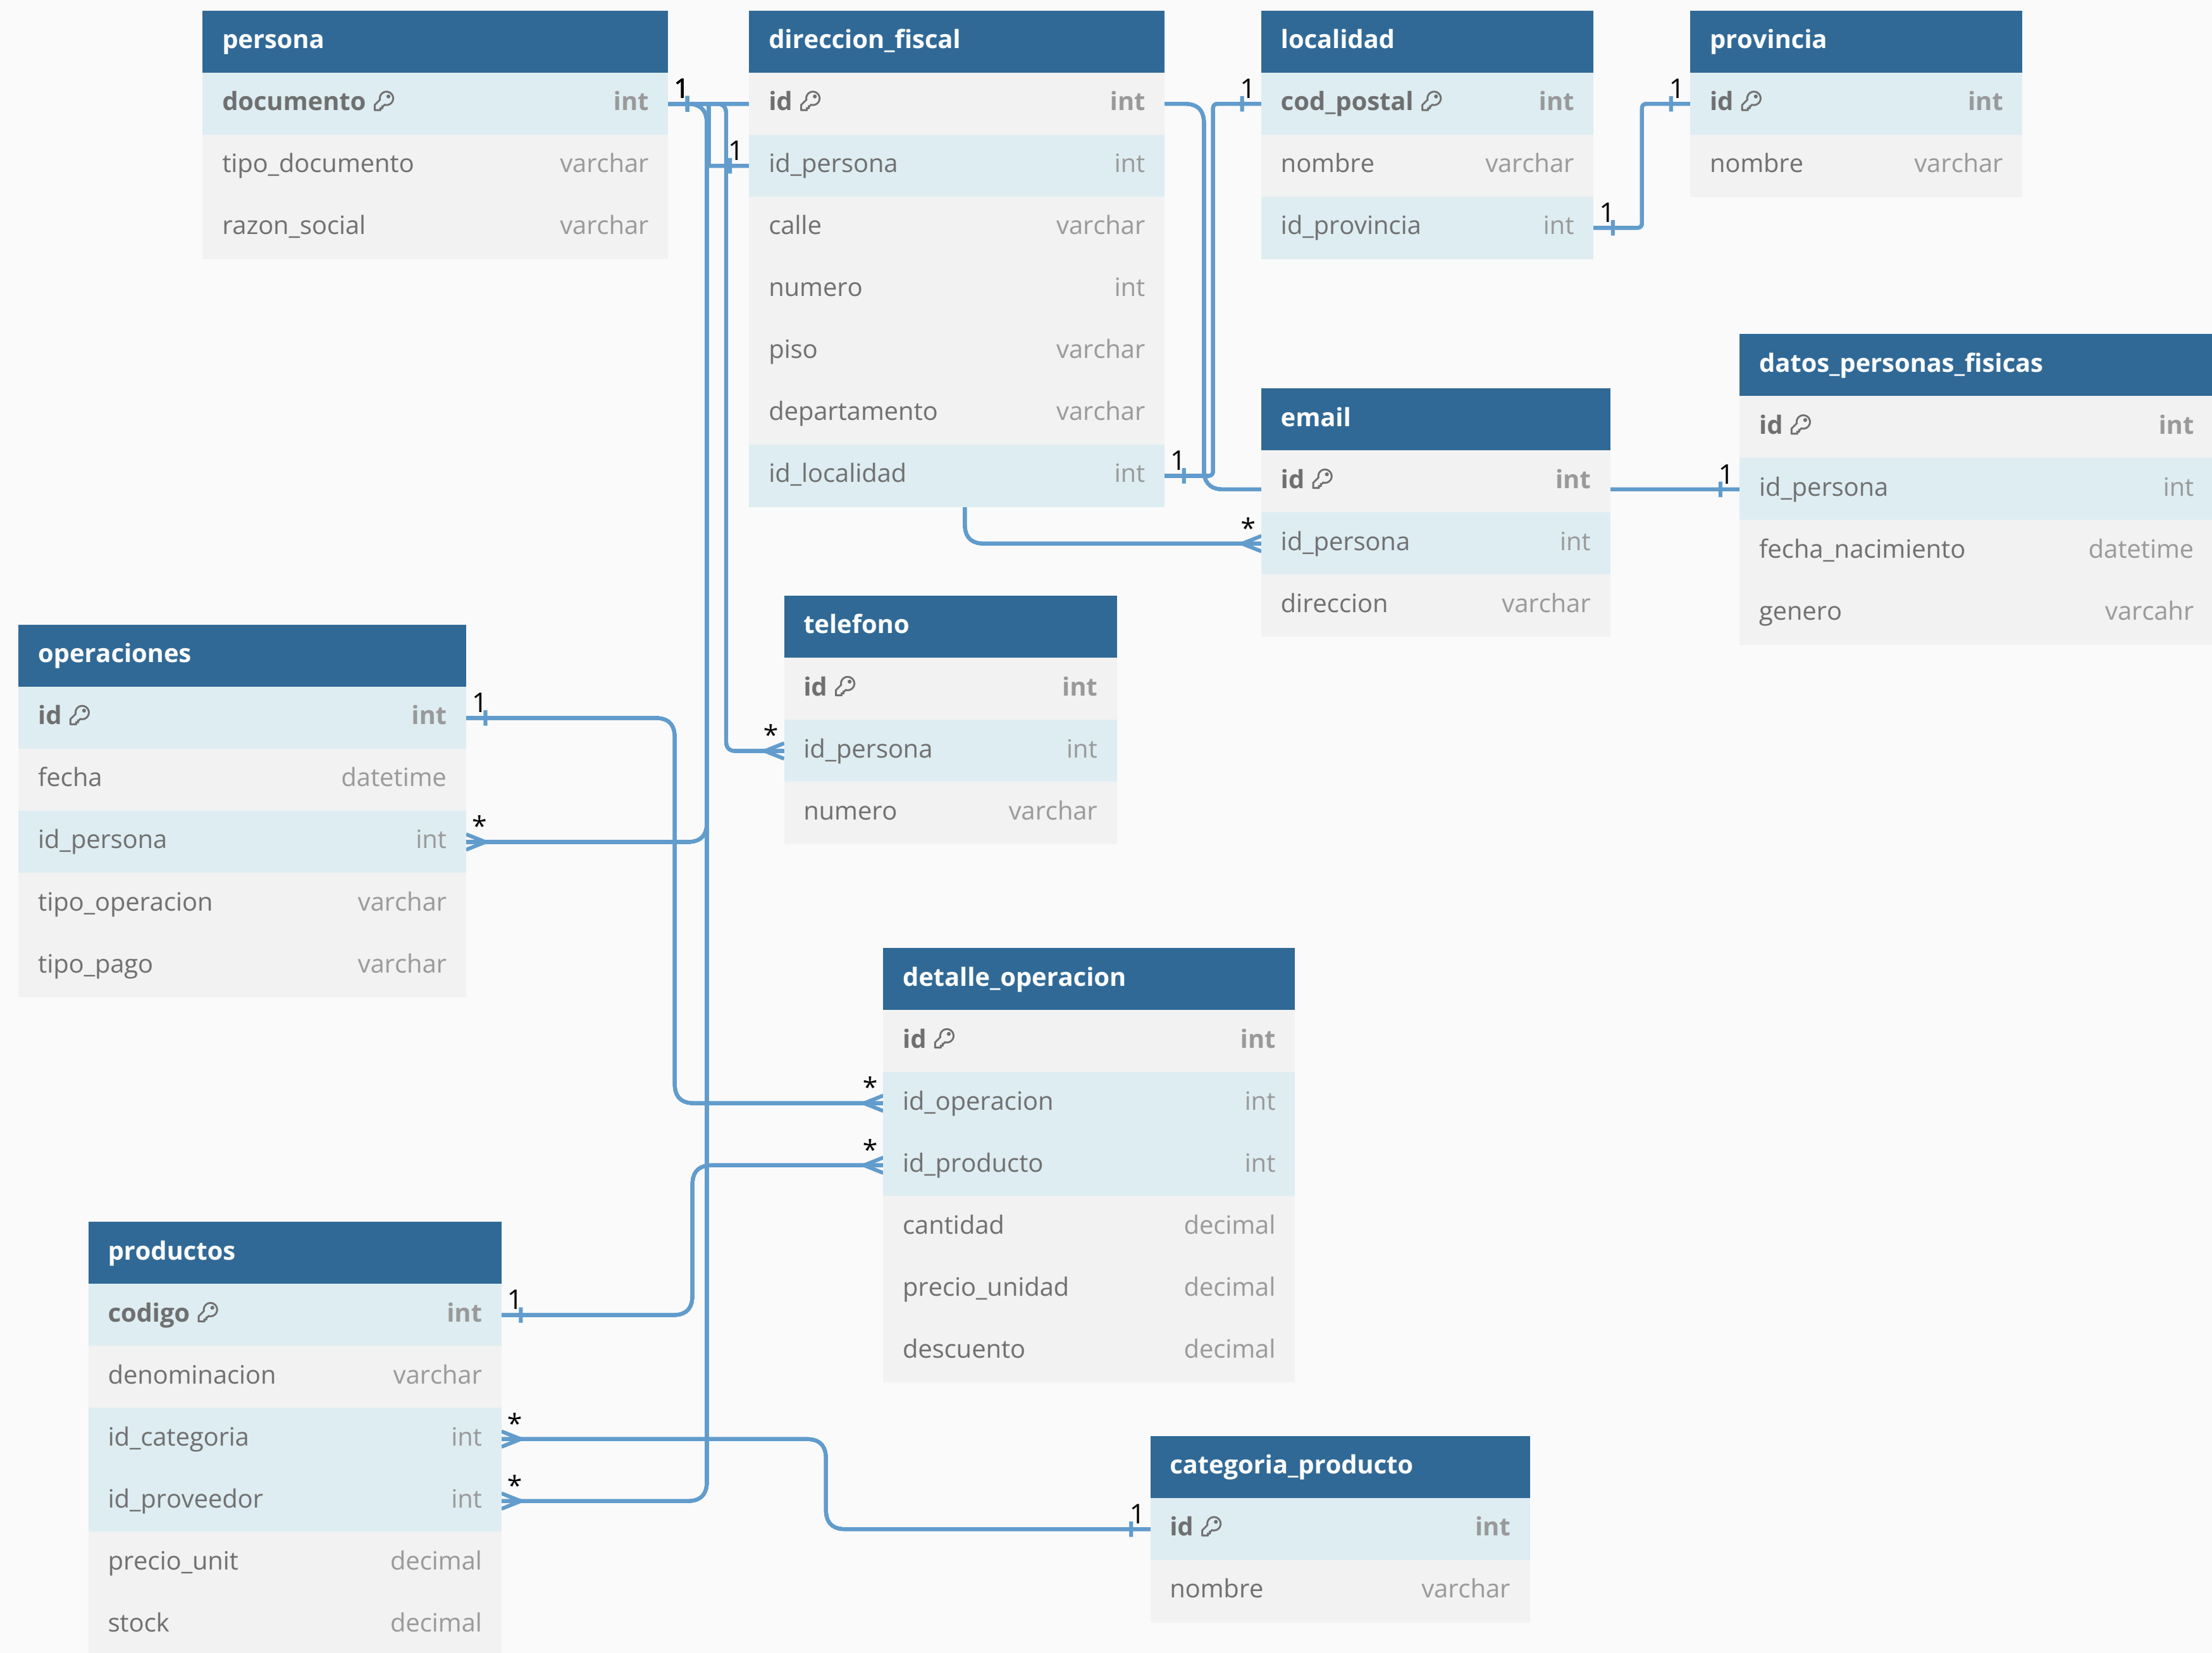 persona
documento int
tipo_documento varchar
razon_social varchar
1
direccion_fiscal
id int
1
id_persona int
calle varchar
numero int
piso varchar
departamento varchar
id_localidad int
1
localidad
1
cod_postal int
nombre varchar
id_provincia int
1
provincia
1
id int
nombre varchar
datos_personas_fisicas
id int
1
id_persona int
fecha_nacimiento datetime
genero varcahr
email
id int
*
id_persona int
direccion varchar
telefono
id int
*
id_persona int
numero varchar
operaciones
id int
1
fecha datetime
id_persona int
*
tipo_operacion varchar
tipo_pago varchar
detalle_operacion
id int
*
id_operacion int
*
id_producto int
cantidad decimal
precio_unidad decimal
descuento decimal
productos
codigo int
1
denominacion varchar
id_categoria int
*
id_proveedor int
*
precio_unit decimal
stock decimal
categoria_producto
1
id int
nombre varchar